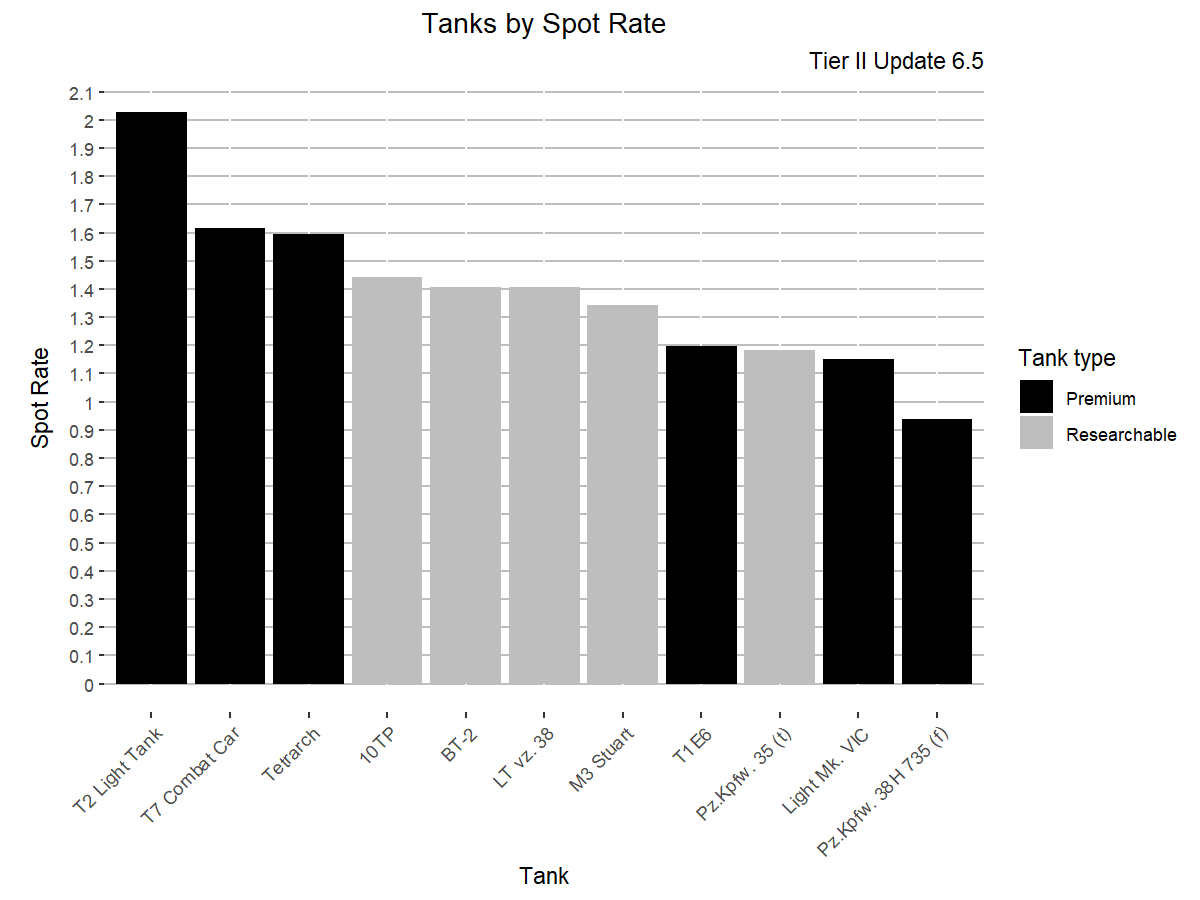 Tanks by Spot Rate
Tier II Update 6.5
2.1
2
1.9
1.8
1.7
1.6
1.5
1.4
1.3
1.2
1.1
1
0.9
0.8
0.7
0.6
0.5
0.4
0.3
0.2
0.1
0
Spot Rate
T2 Light Tank
T7 Combat Car
Tetrarch
10TP
BT-2
LT vz. 38
M3 Stuart
T1E6
Pz.Kpfw. 35 (t)
Light Mk. VIC
Pz.Kpfw. 38H 735 (f)
Tank
Tank type
Premium
Researchable